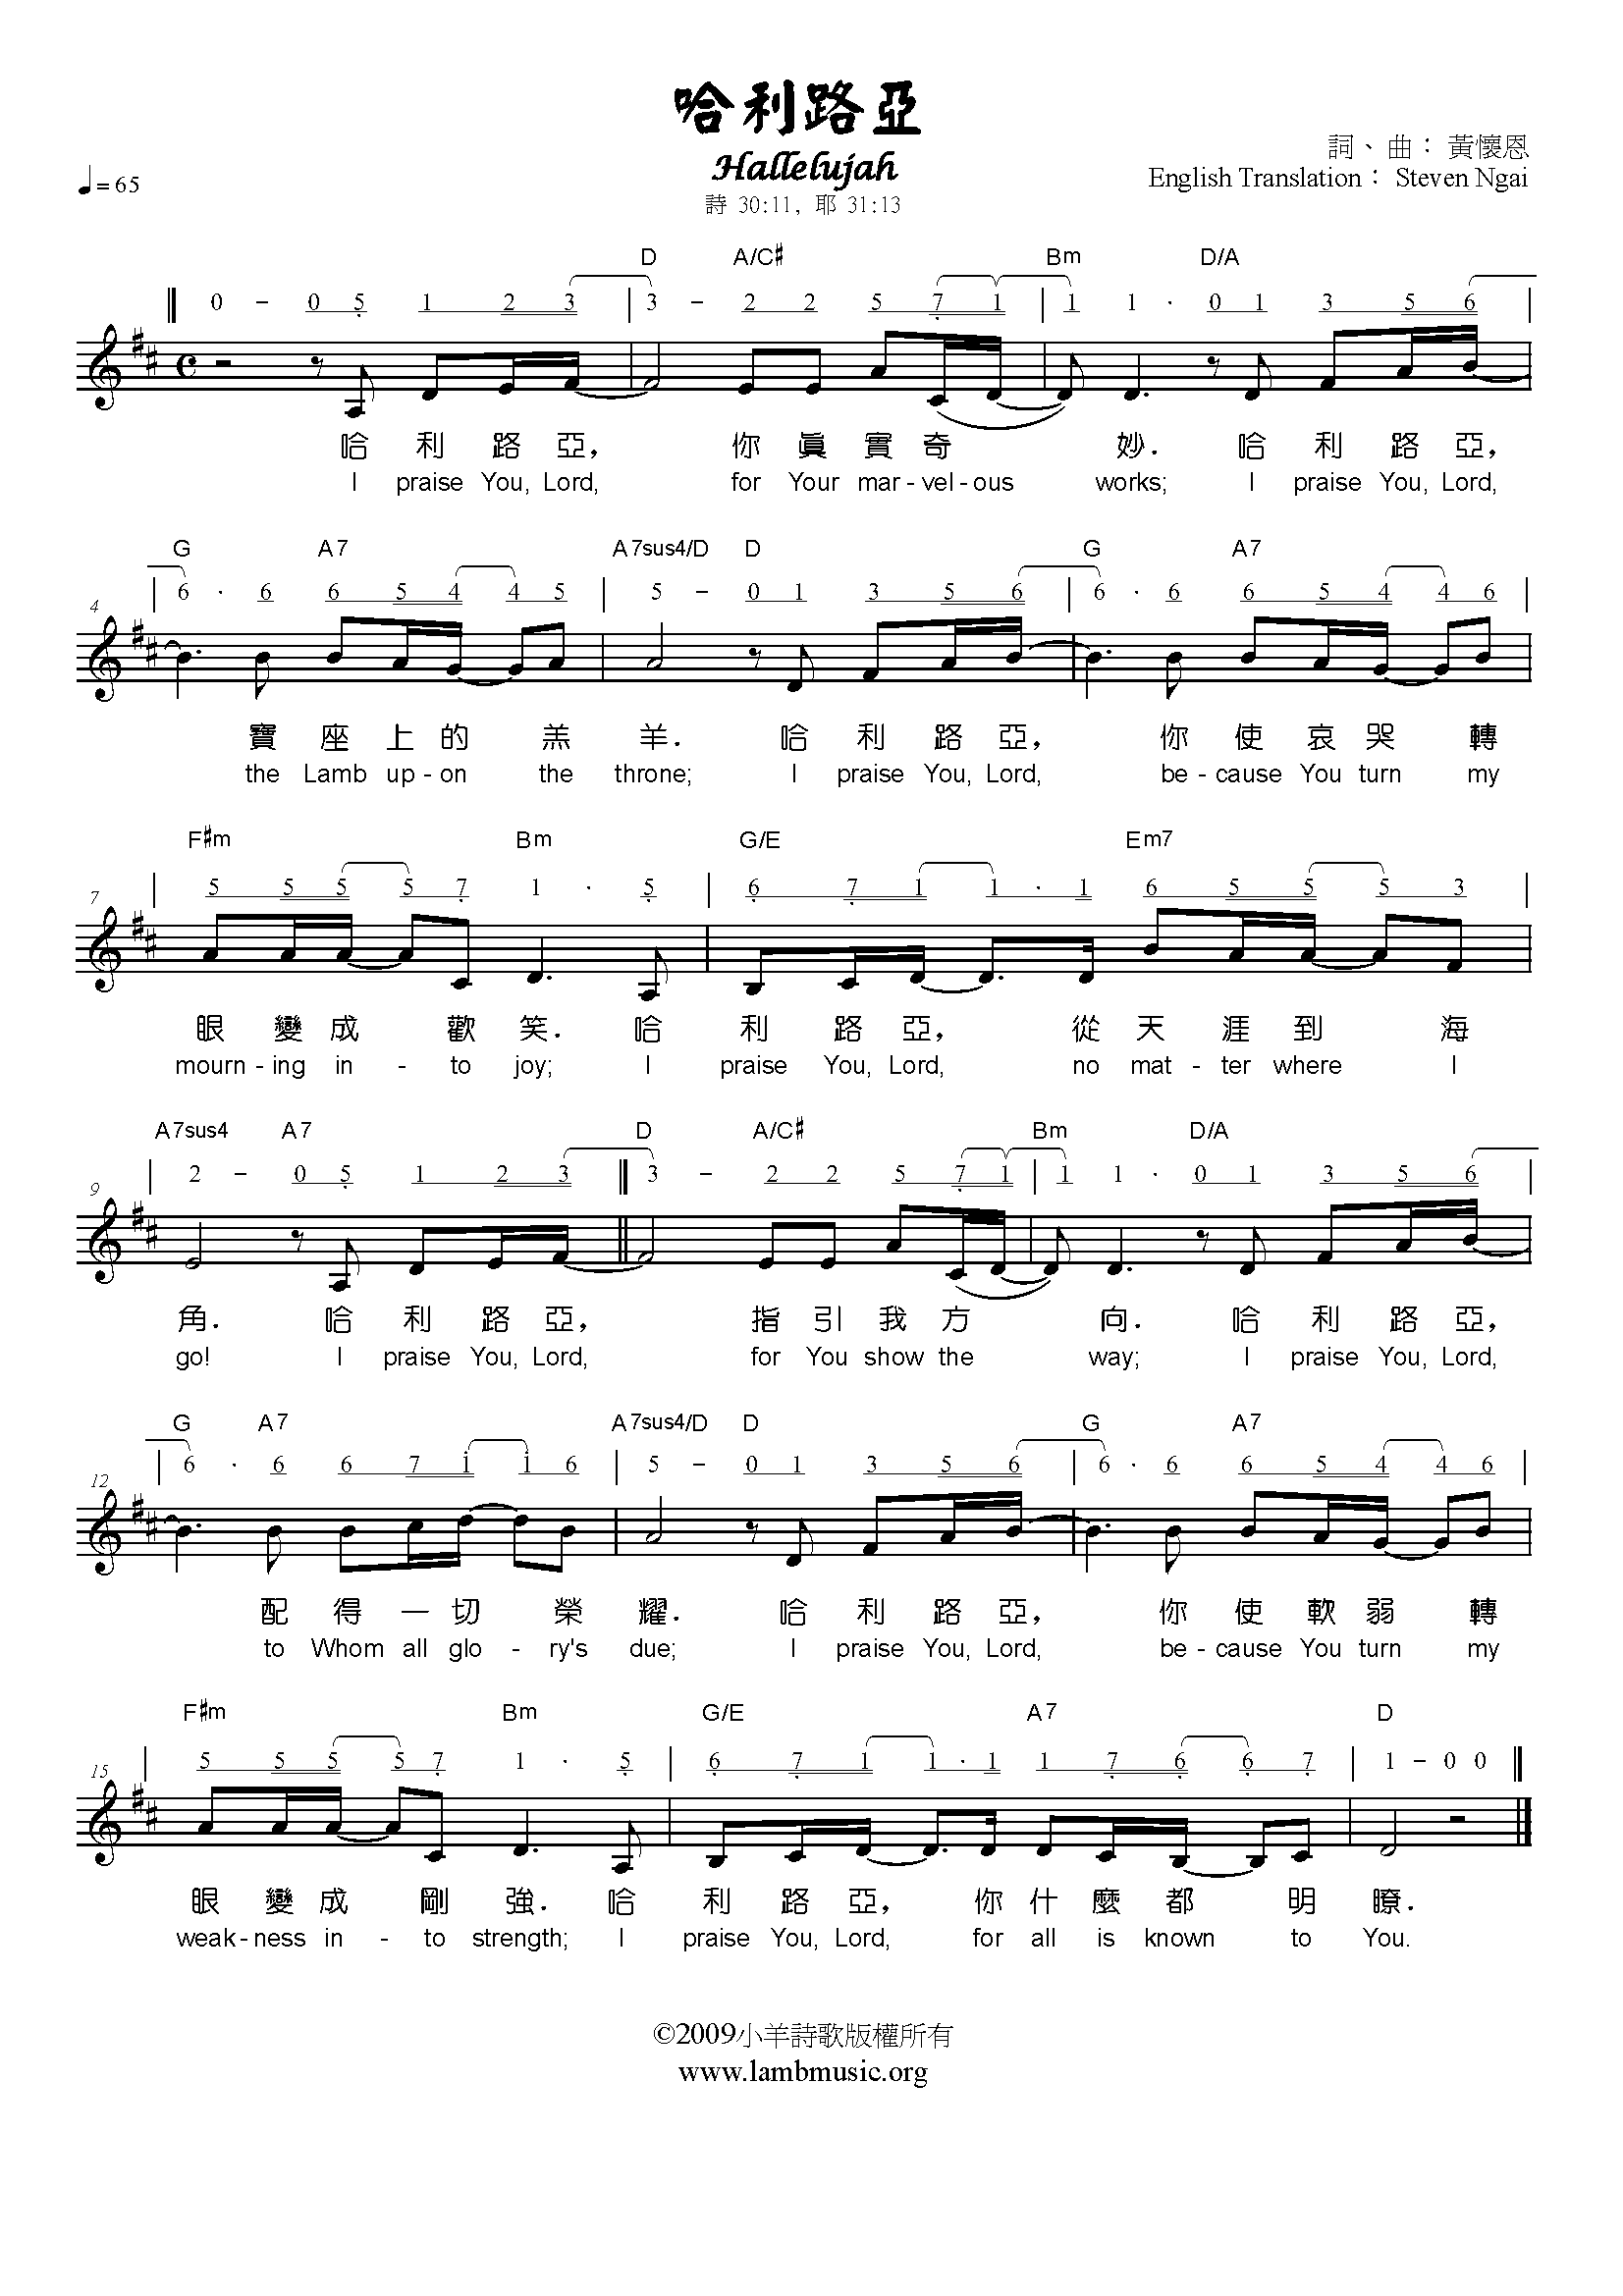 哈利路亞
Hallelujah
詩 30:11, 耶 31:13
詞、曲: 黃懷恩
English Translation: Steven Ngai
♩=65
D A/C# Bm D/A
0 – 0 5 1 2 3 | 3 – 2 2 5 7 1 | 1 1 · 0 1 3 5 6 |
哈 利 路 亞, 你 眞 實 奇 妙. 哈 利 路 亞,
I praise You, Lord, for Your mar-vel-ous works; I praise You, Lord,
G A7 A7sus4/D D G A7
| 6 · 6 6 5 4 4 5 | 5 – 0 1 3 5 6 | 6 · 6 6 5 4 4 6 |
4
寶 座 上 的 羔 羊. 哈 利 路 亞, 你 使 哀 哭 轉
the Lamb up-on the throne; I praise You, Lord, be-cause You turn my
F#m Bm G/E Em7
| 5 5 5 5 7 1 · 5 | 6 7 1 1 · 1 6 5 5 5 3 |
7
眼 變 成 歡 笑. 哈 利 路 亞, 從 天 涯 到 海
mourn-ing in - to joy; I praise You, Lord, no mat-ter where I
A7sus4 A7 D A/C# Bm D/A
| 2 – 0 5 1 2 3 || 3 – 2 2 5 7 1 | 1 1 · 0 1 3 5 6 |
9
角. 哈 利 路 亞, 指 引 我 方 向. 哈 利 路 亞,
go! I praise You, Lord, for You show the way; I praise You, Lord,
G A7 A7sus4/D D G A7
| 6 · 6 6 7 1 1 6 | 5 – 0 1 3 5 6 | 6 · 6 6 5 4 4 6 |
12
配 得 一 切 榮 耀. 哈 利 路 亞, 你 使 軟 弱 轉
to Whom all glo - ry's due; I praise You, Lord, be-cause You turn my
F#m Bm G/E A7 D
| 5 5 5 5 7 1 · 5 | 6 7 1 1 · 1 1 7 6 6 7 | 1 – 0 0 ||
15
眼 變 成 剛 強. 哈 利 路 亞, 你 什 麼 都 明 瞭.
weak-ness in - to strength; I praise You, Lord, for all is known to You.
©2009小羊詩歌版權所有
www.lambmusic.org